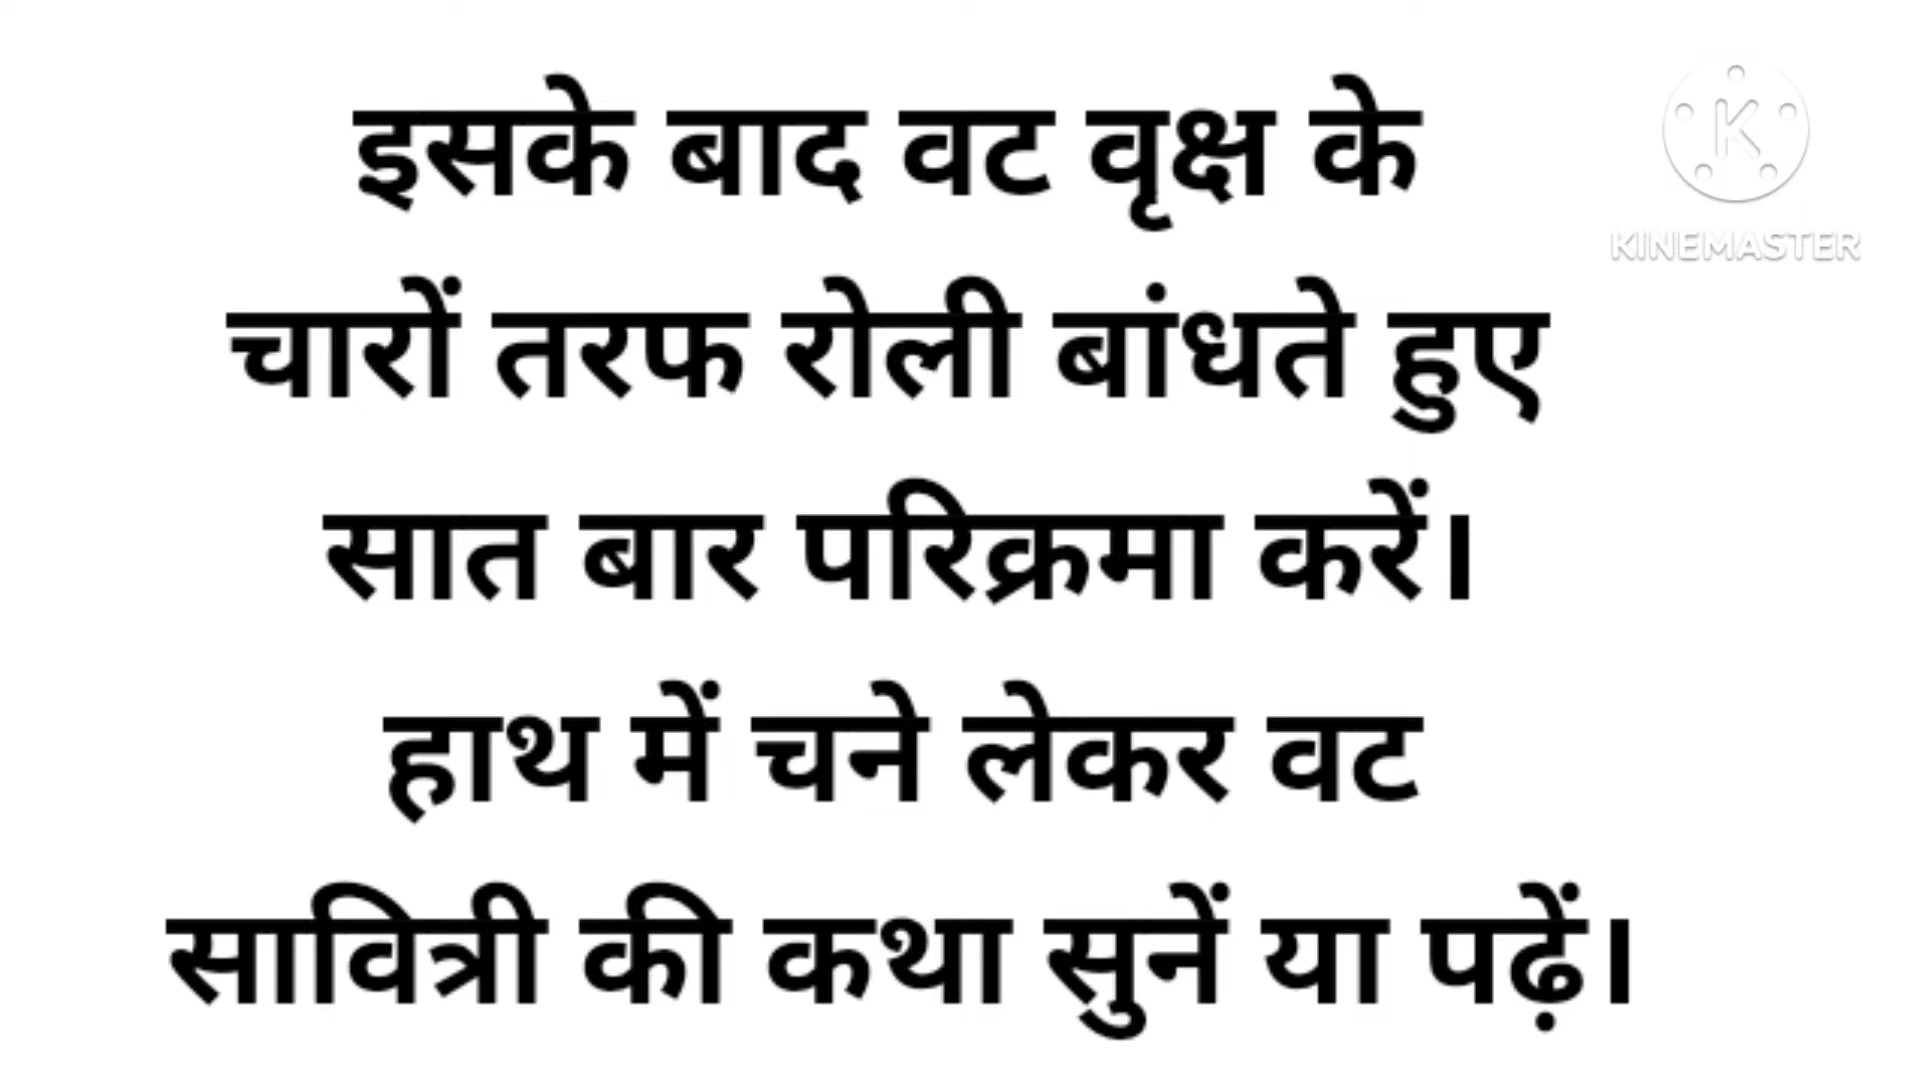 इसके बाद वट वृक्ष के
चारों तरफ रोली बांधते हुए
सात बार परिक्रमा करें।
हाथ में चने लेकर वट
सावित्री की कथा सुनें या पढ़ें।
K
KINEMASTER